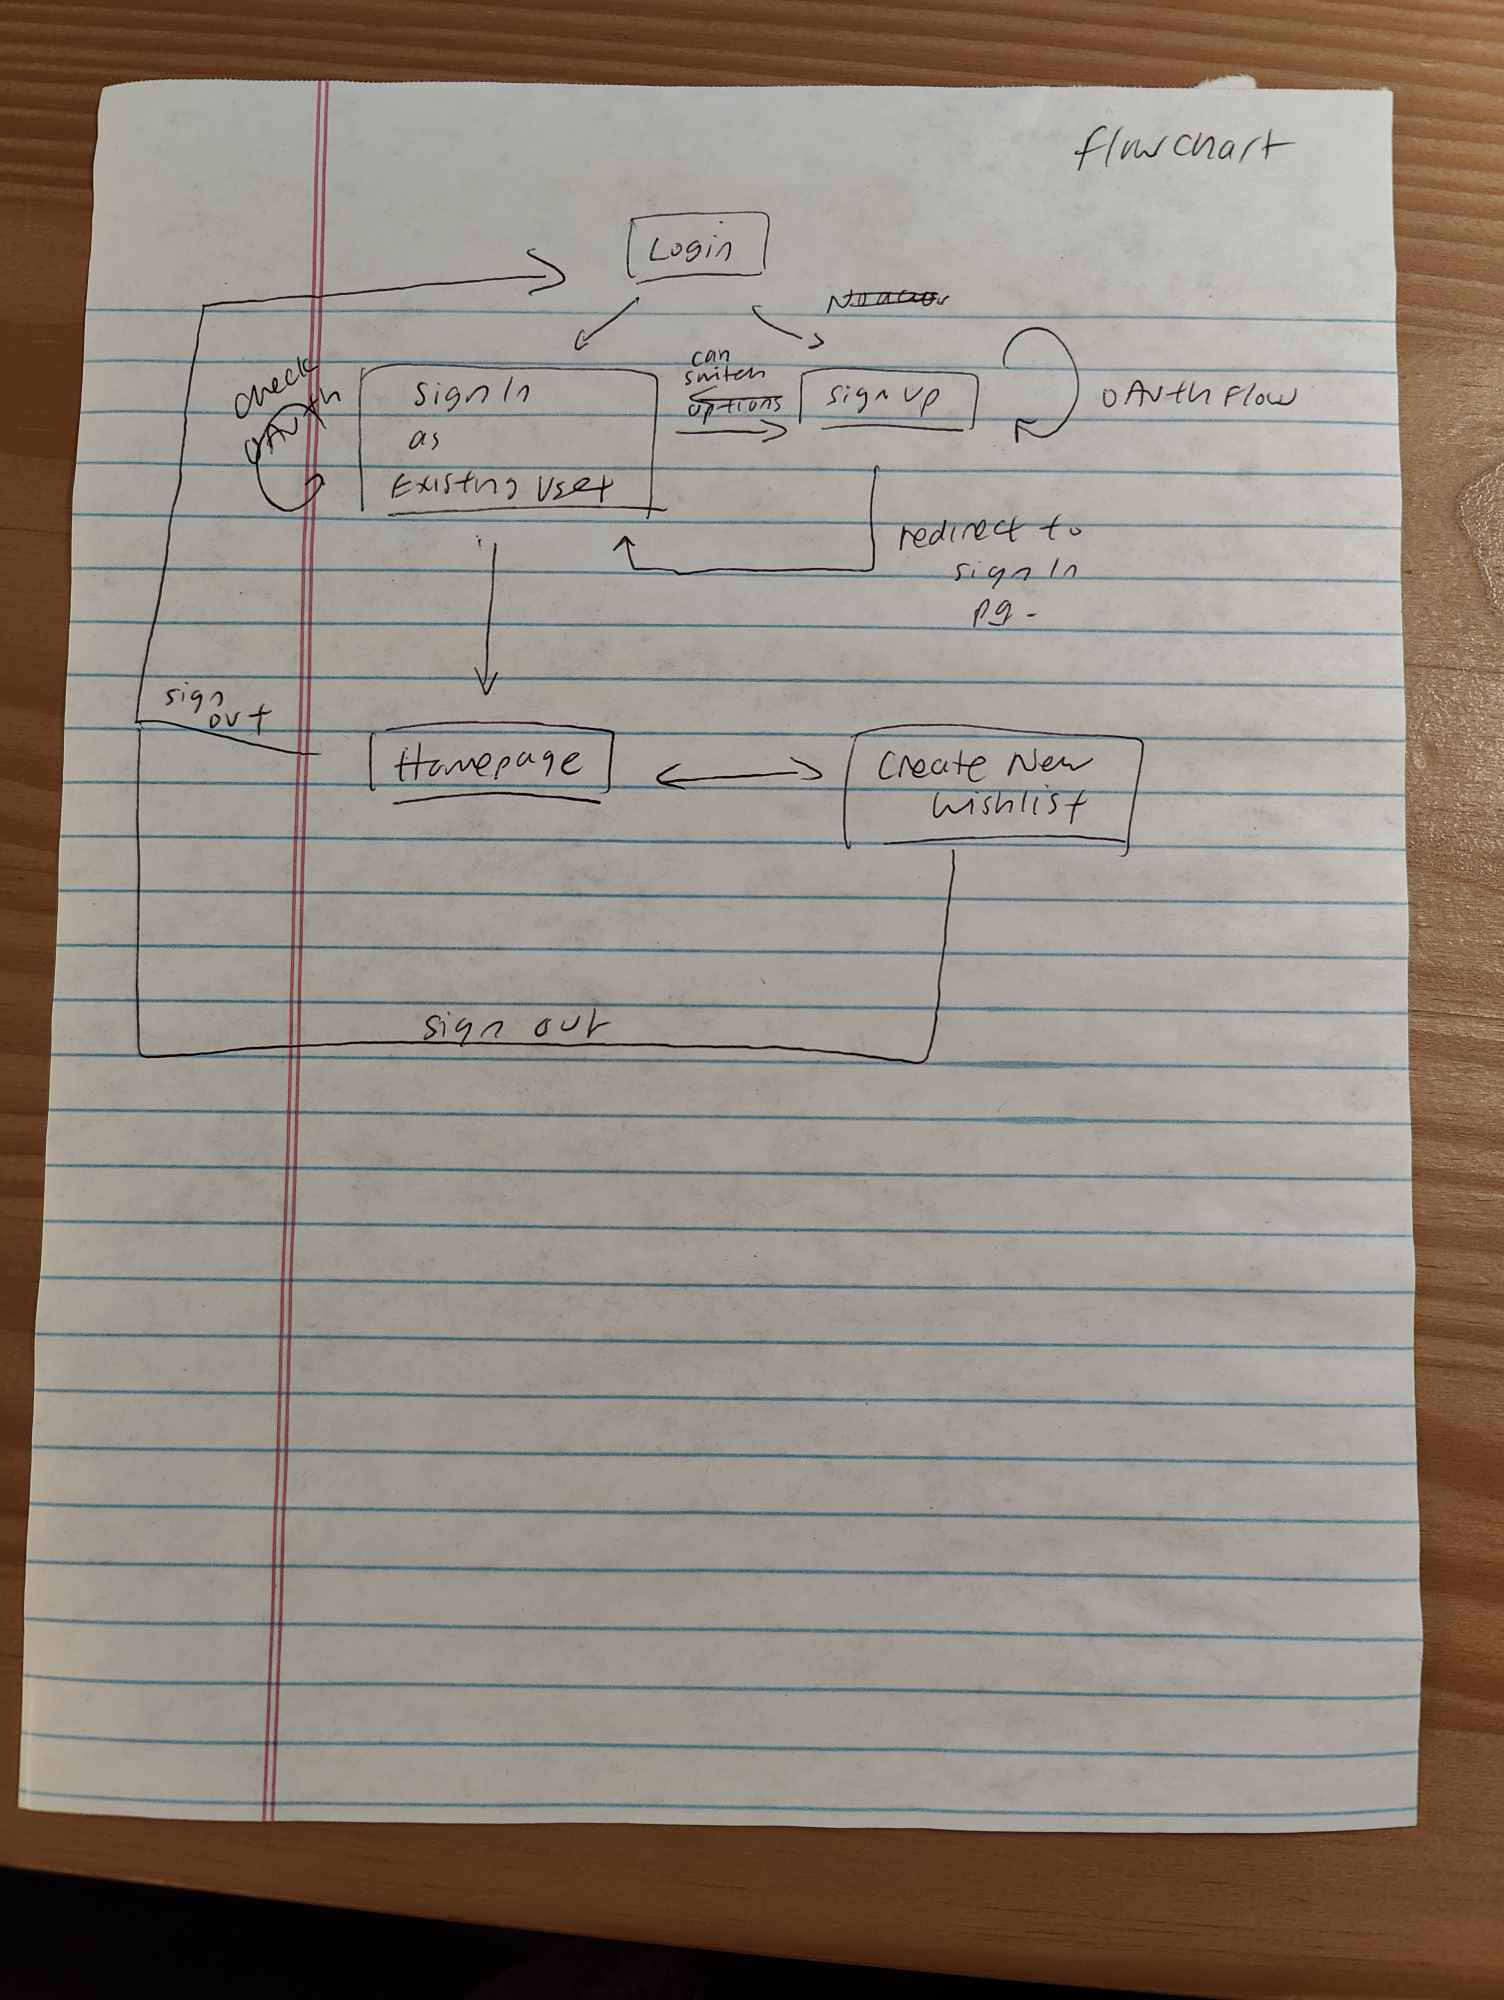 flowchart
Login
check
OAuth
Sign In
as
Existing User
can
switch
options
sign up
OAuth Flow
redirect to
sign In
pg.
sign
out
Homepage
Create New
Wishlist
sign out